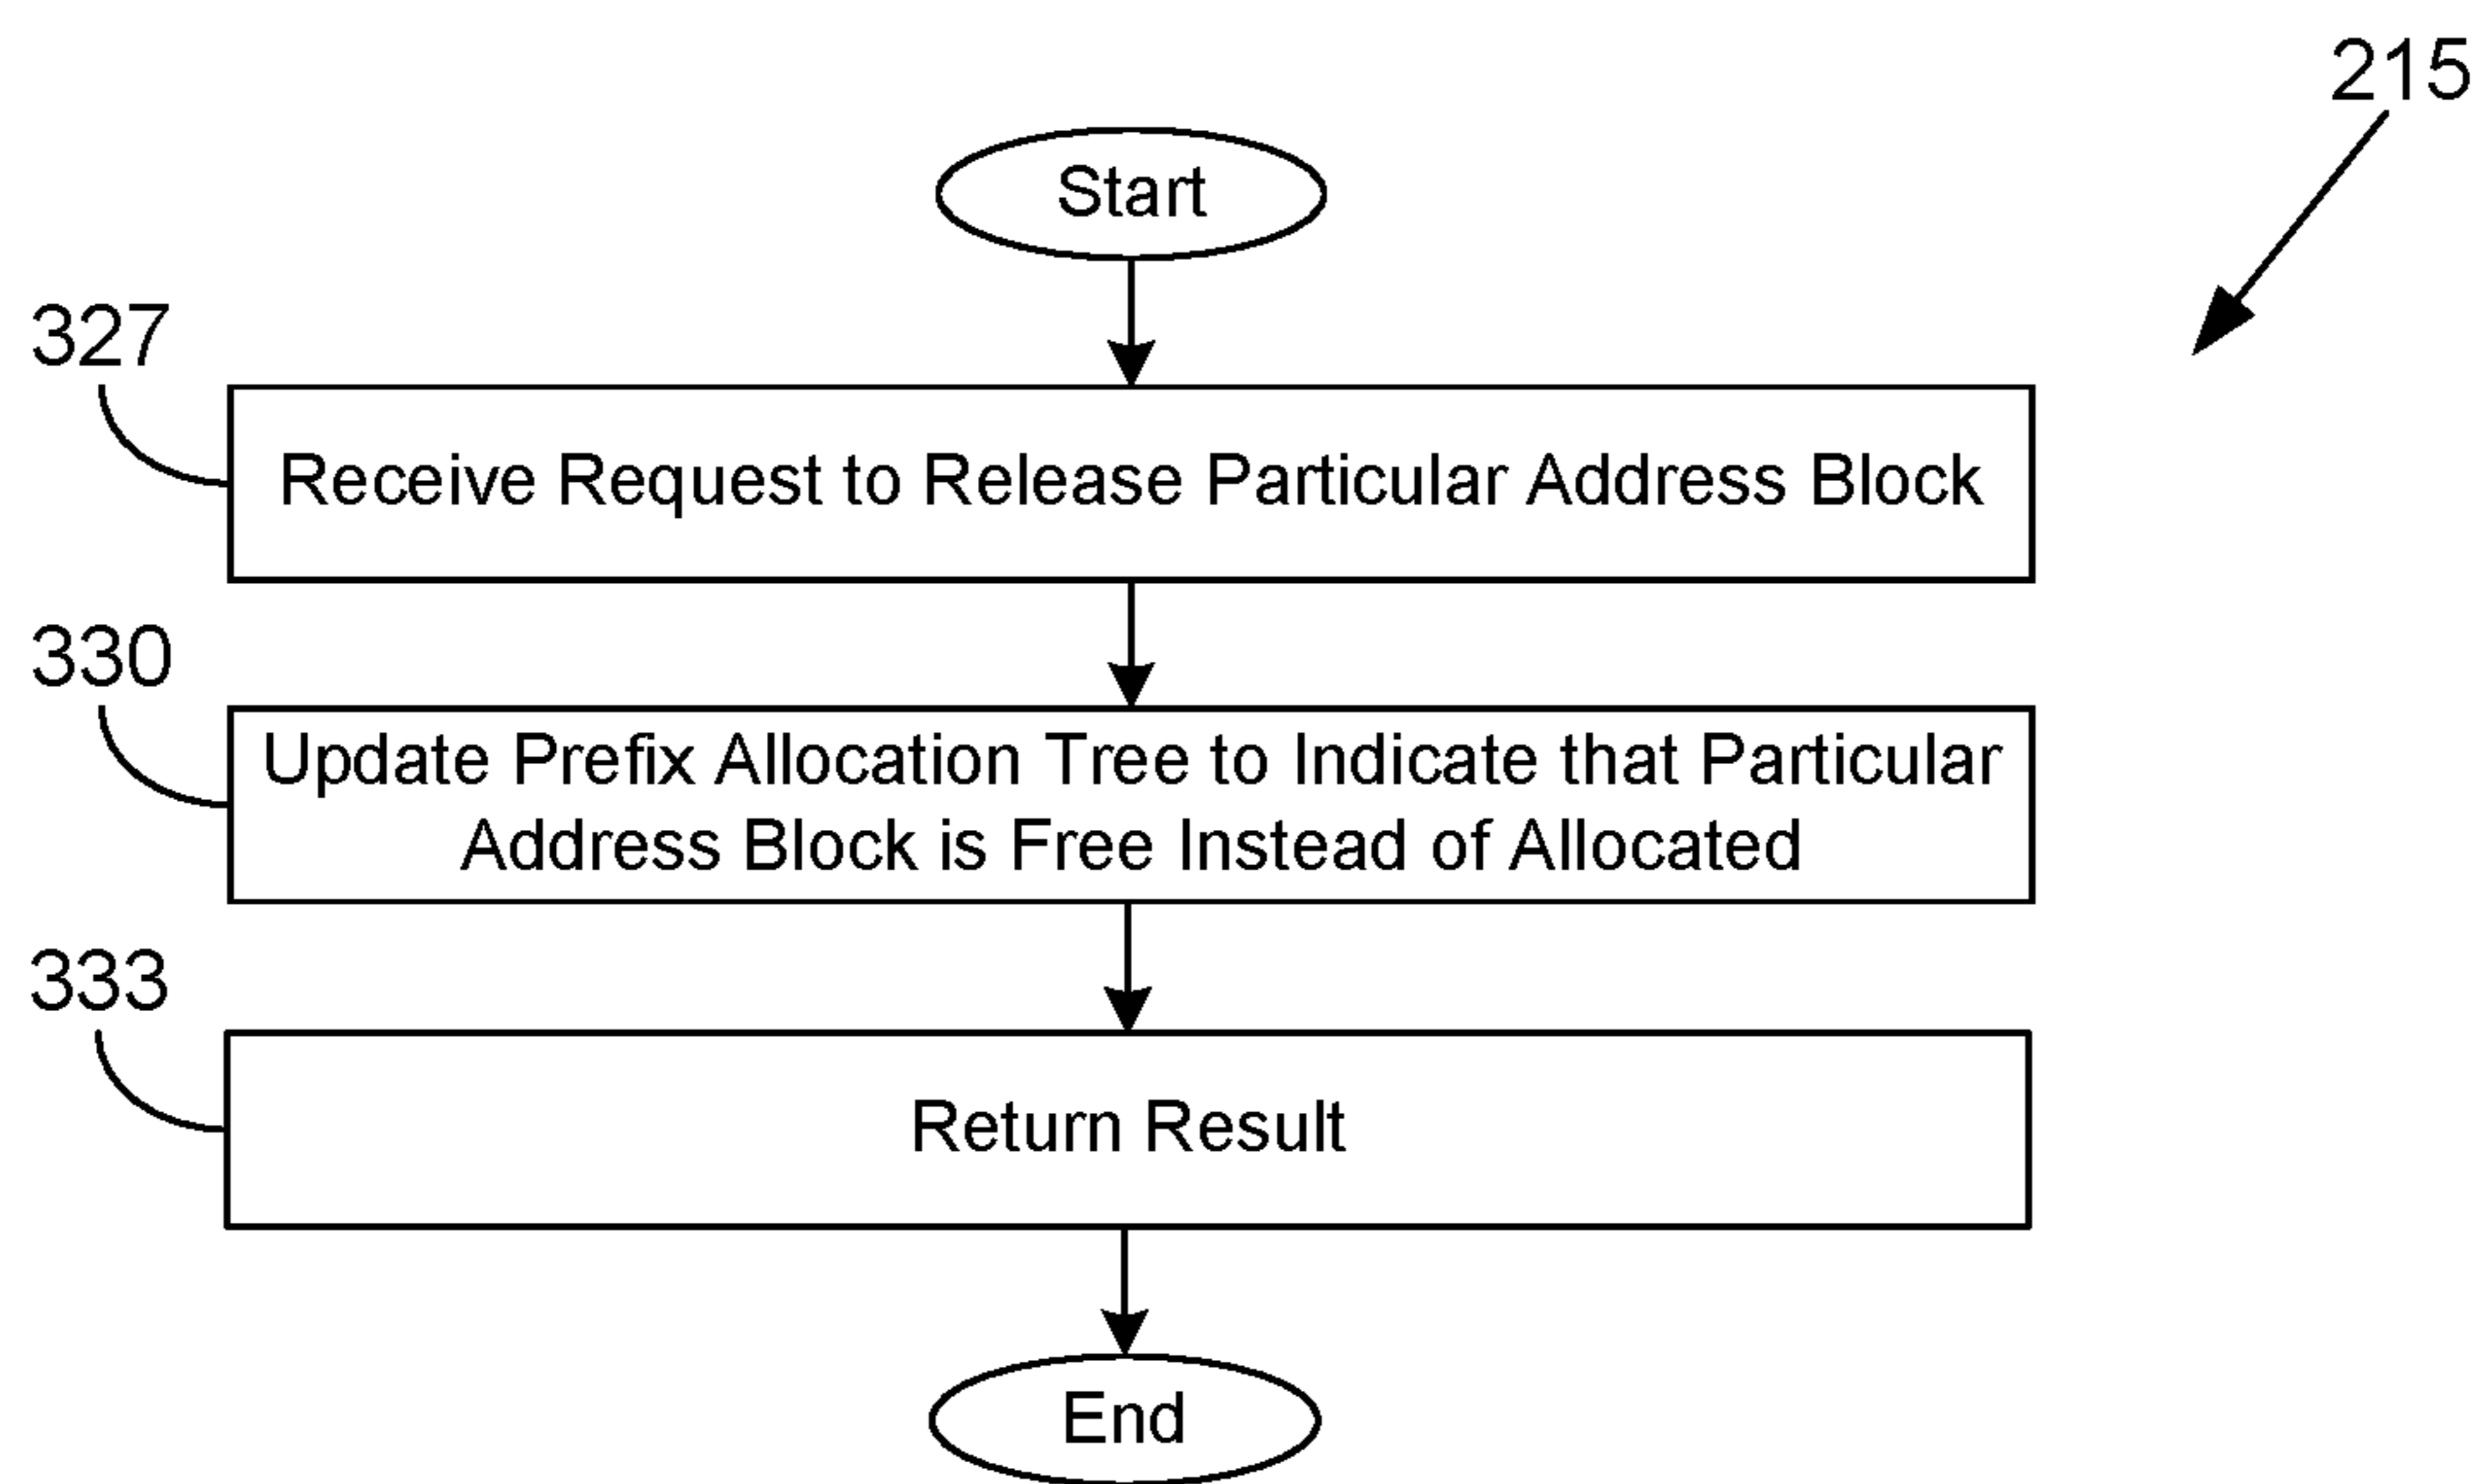 215
Start
327
Receive Request to Release Particular Address Block
330
Update Prefix Allocation Tree to Indicate that Particular
Address Block is Free Instead of Allocated
333
Return Result
End